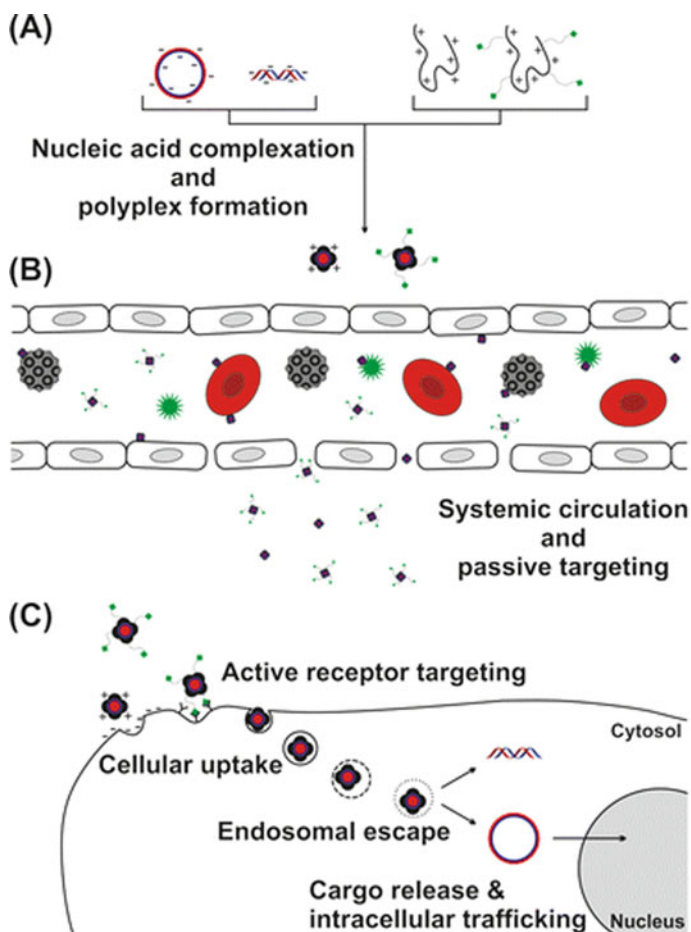 (A)
Nucleic acid complexation
and
polyplex formation
(B)
Systemic circulation
and
passive targeting
(C)
Active receptor targeting
Cytosol
Cellular uptake
Endosomal escape
Cargo release &
intracellular trafficking
Nucleus